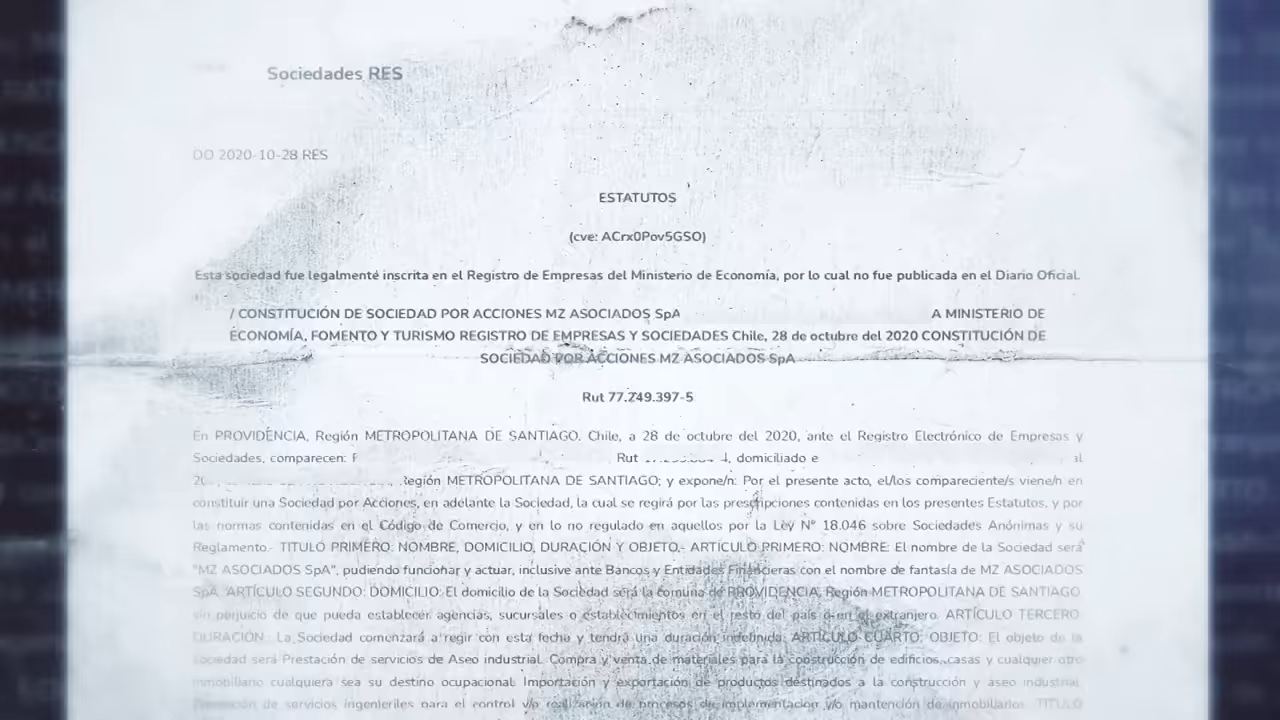 Sociedades RES
DO 2020-10-28 RES
ESTATUTOS
(cve: ACrx0Pov5GSO)
Esta sociedad fue legalmente inscrita en el Registro de Empresas del Ministerio de Economía, por lo cual no fue publicada en el Diario Oficial.
/ CONSTITUCIÓN DE SOCIEDAD POR ACCIONES MZ ASOCIADOS SpA A MINISTERIO DE
ECONOMÍA, FOMENTO Y TURISMO REGISTRO DE EMPRESAS Y SOCIEDADES Chile, 28 de octubre del 2020 CONSTITUCIÓN DE
SOCIEDAD POR ACCIONES MZ ASOCIADOS SpA
Rut 77.249.397-5
En PROVIDENCIA, Región METROPOLITANA DE SANTIAGO. Chile, a 28 de octubre del 2020, ante el Registro Electrónico de Empresas y
Sociedades, comparecen: Rut domiciliado e al
Región METROPOLITANA DE SANTIAGO; y expone/n: Por el presente acto, el/los compareciente/s viene/n en
constituir una Sociedad por Acciones, en adelante la Sociedad, la cual se regirá por las prescripciones contenidas en los presentes Estatutos, y por
las normas contenidas en el Código de Comercio, y en lo no regulado en aquellos por la Ley N° 18.046 sobre Sociedades Anónimas y su
Reglamento.- TITULO PRIMERO: NOMBRE, DOMICILIO, DURACIÓN Y OBJETO.- ARTÍCULO PRIMERO: NOMBRE: El nombre de la Sociedad será
"MZ ASOCIADOS SpA", pudiendo funcionar y actuar, inclusive ante Bancos y Entidades Financieras con el nombre de fantasía de MZ ASOCIADOS
SpA. ARTÍCULO SEGUNDO: DOMICILIO: El domicilio de la Sociedad será la comuna de PROVIDENCIA, Región METROPOLITANA DE SANTIAGO
sin perjuicio de que pueda establecer agencias, sucursales o establecimientos en el resto del país o en el extranjero. ARTÍCULO TERCERO:
DURACIÓN: La Sociedad comenzará a regir con esta fecha y tendrá una duración indefinida. ARTÍCULO CUARTO: OBJETO: El objeto de la
sociedad será Prestación de servicios de Aseo industrial. Compra y venta de materiales para la construcción de edificios, casas y cualquier otro
inmobiliario cualquiera sea su destino ocupacional. Importación y exportación de productos destinados a la construcción y aseo industrial.
de servicios ingenieriles para el control y/o realización de procesos de implementacion y/o mantención de inmobiliarios. TITULO